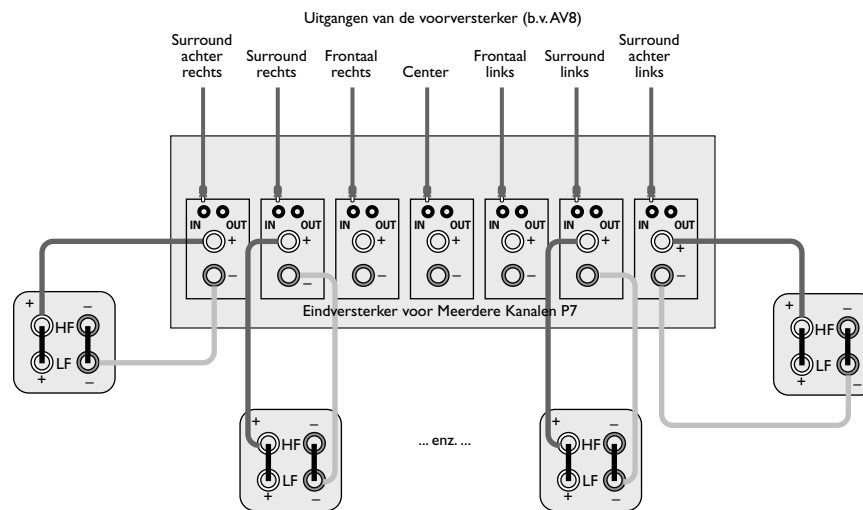 Uitgangen van de voorversterker (b.v. AV8)
Surround achter rechts
Surround rechts
Frontaal rechts
Center
Frontaal links
Surround links
Surround achter links
IN OUT
IN OUT
IN OUT
IN OUT
IN OUT
IN OUT
IN OUT
+
+
+
+
+
+
+
–
–
–
–
–
–
–
Eindversterker voor Meerdere Kanalen P7
+ –
HF
LF
+ –
+ –
HF
LF
+ –
... enz. ...
+ –
HF
LF
+ –
+ –
HF
LF
+ –